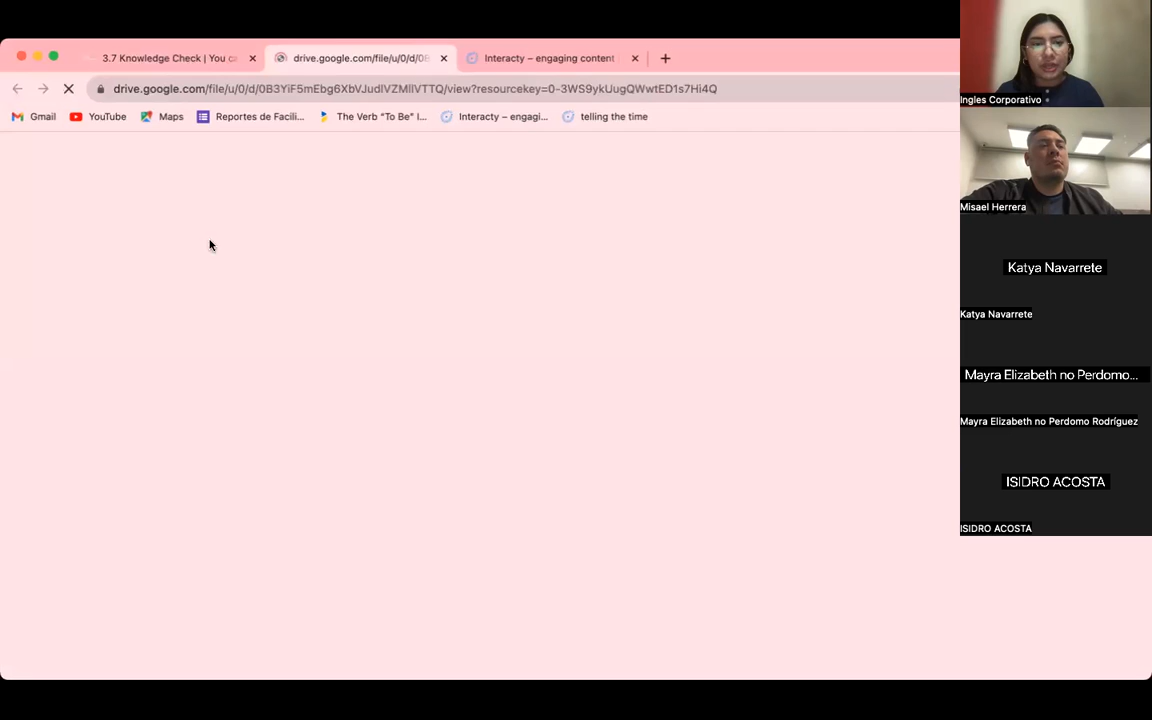 3.7 Knowledge Check | You ca
drive.google.com/file/u/0/d/0B
Interacty – engaging content
drive.google.com/file/u/0/d/0B3YiF5mEbg6XbVJudlVZMllVTTQ/view?resourcekey=0-3WS9ykUugQWwtED1s7Hi4Q
Gmail
YouTube
Maps
Reportes de Facili...
The Verb "To Be" I...
Interacty – engagi...
telling the time
Ingles Corporativo
Misael Herrera
Katya Navarrete
Katya Navarrete
Mayra Elizabeth no Perdomo...
Mayra Elizabeth no Perdomo Rodríguez
ISIDRO ACOSTA
ISIDRO ACOSTA